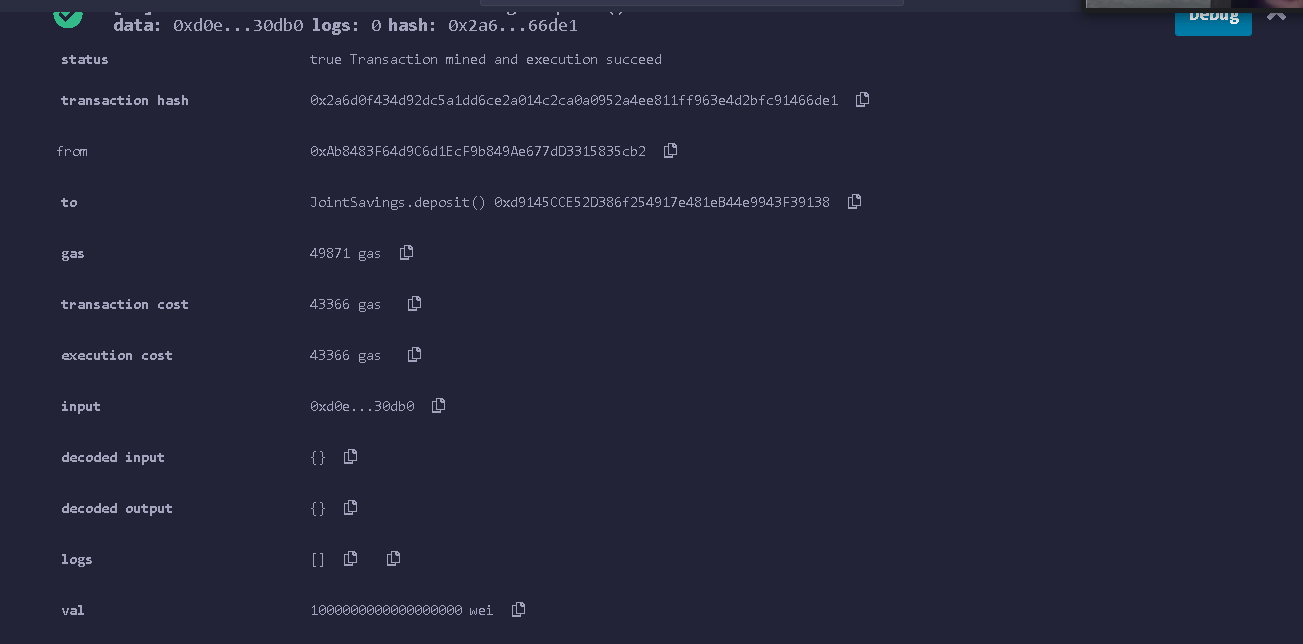 data: 0xd0e...30db0 logs: 0 hash: 0x2a6...66de1
Debug
status true Transaction mined and execution succeed
transaction hash 0x2a6d0f434d92dc5a1dd6ce2a014c2ca0a0952a4ee811ff963e4d2bfc91466de1
from 0xAb8483F64d9C6d1EcF9b849Ae677dD3315835cb2
to JointSavings.deposit() 0xd9145CCE52D386f254917e481eB44e9943F39138
gas 49871 gas
transaction cost 43366 gas
execution cost 43366 gas
input 0xd0e...30db0
decoded input {}
decoded output {}
logs []
val 1000000000000000000 wei